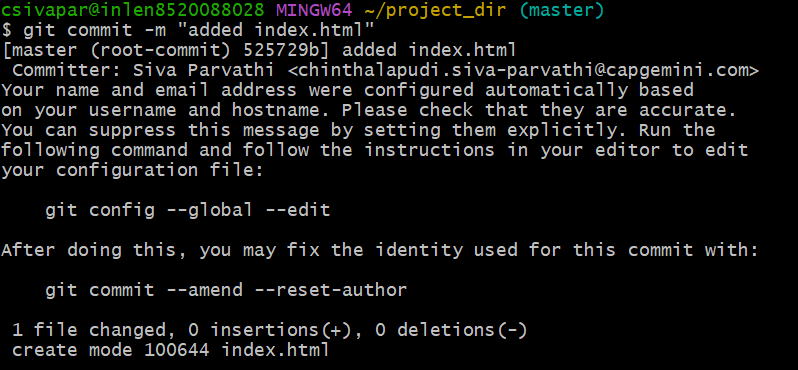 csivapar@inlen8520088028 MINGW64 ~/project_dir (master)
$ git commit -m "added index.html"
[master (root-commit) 525729b] added index.html
 Committer: Siva Parvathi <chinthalapudi.siva-parvathi@capgemini.com>
Your name and email address were configured automatically based
on your username and hostname. Please check that they are accurate.
You can suppress this message by setting them explicitly. Run the
following command and follow the instructions in your editor to edit
your configuration file:

    git config --global --edit

After doing this, you may fix the identity used for this commit with:

    git commit --amend --reset-author

 1 file changed, 0 insertions(+), 0 deletions(-)
 create mode 100644 index.html